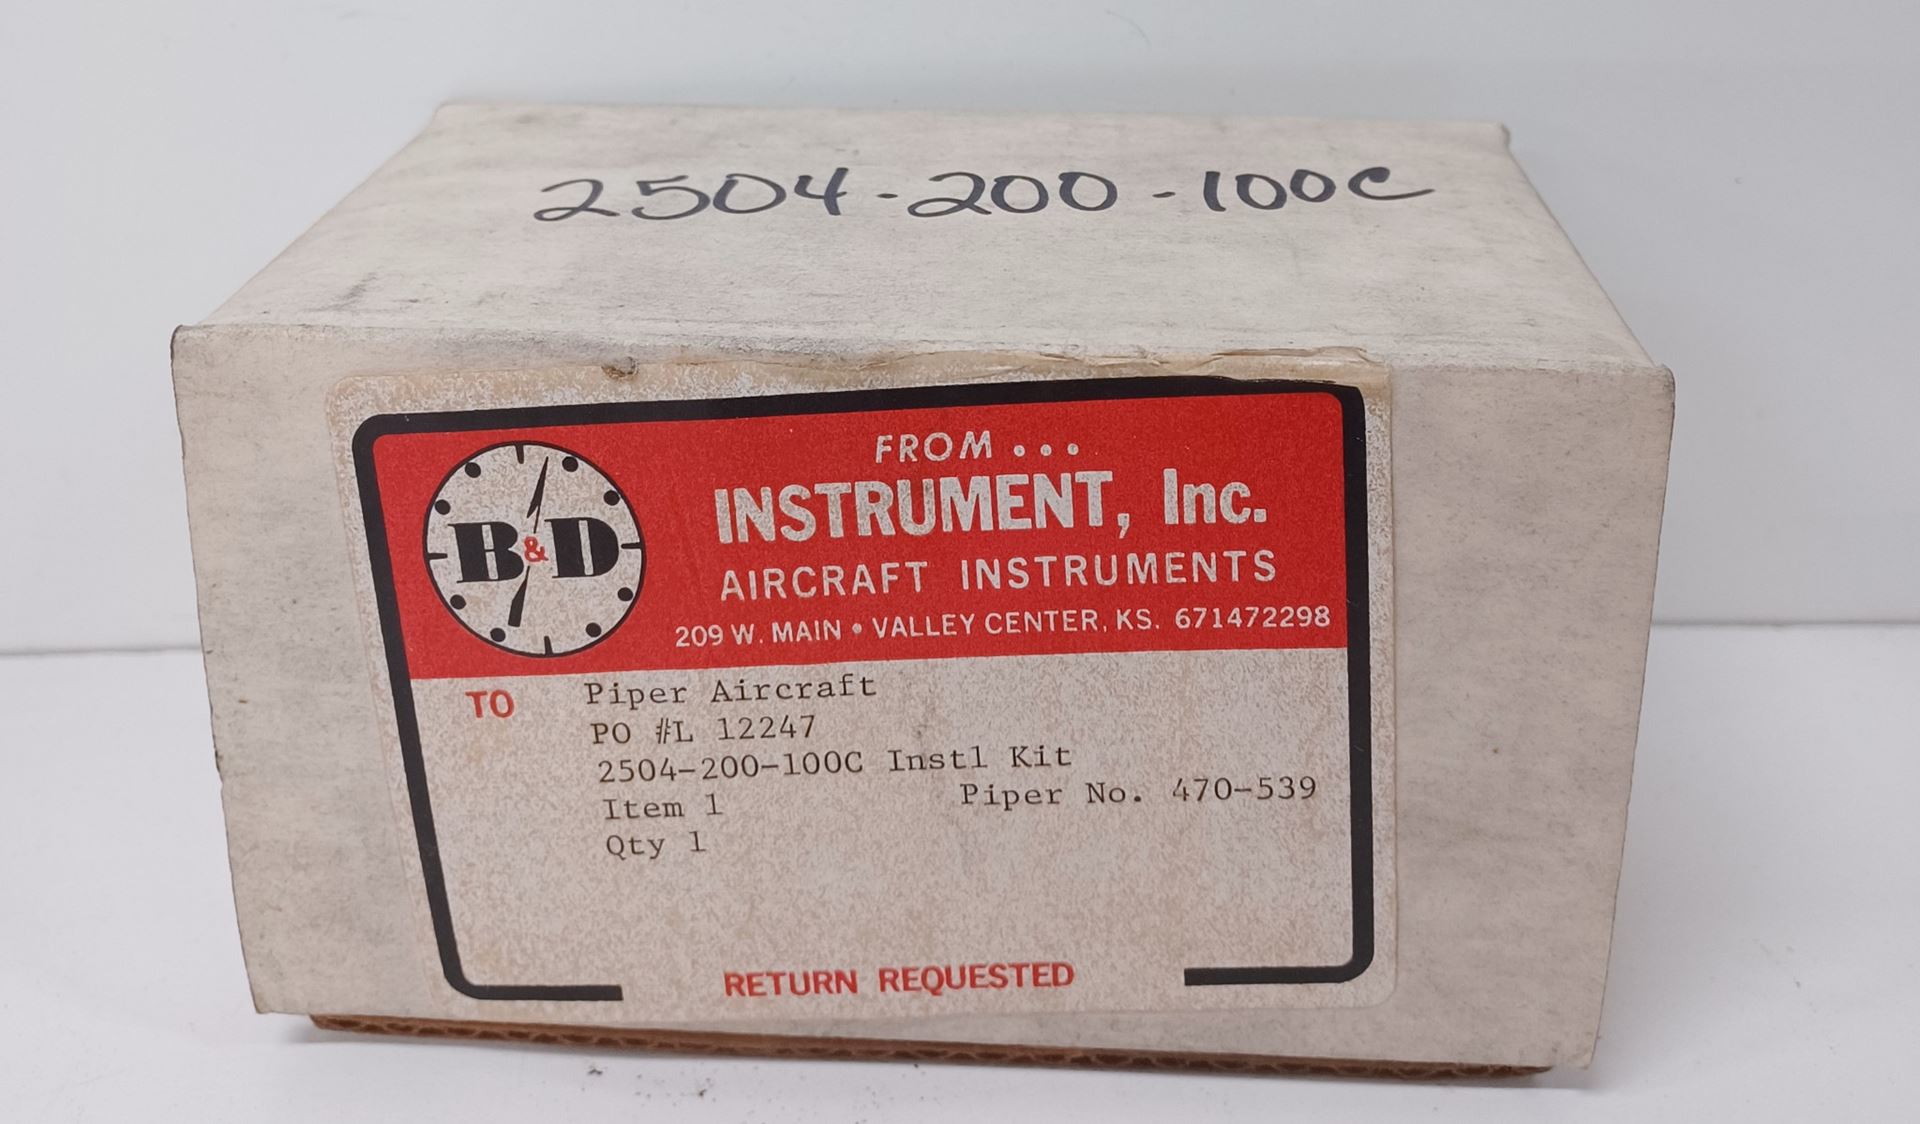 2504-200-100C
FROM...
B&D
INSTRUMENT, Inc.
AIRCRAFT INSTRUMENTS
209 W. MAIN • VALLEY CENTER, KS. 671472298
TO
Piper Aircraft
PO #L 12247
2504-200-100C Instl Kit
Item 1 Piper No. 470-539
Qty 1
RETURN REQUESTED